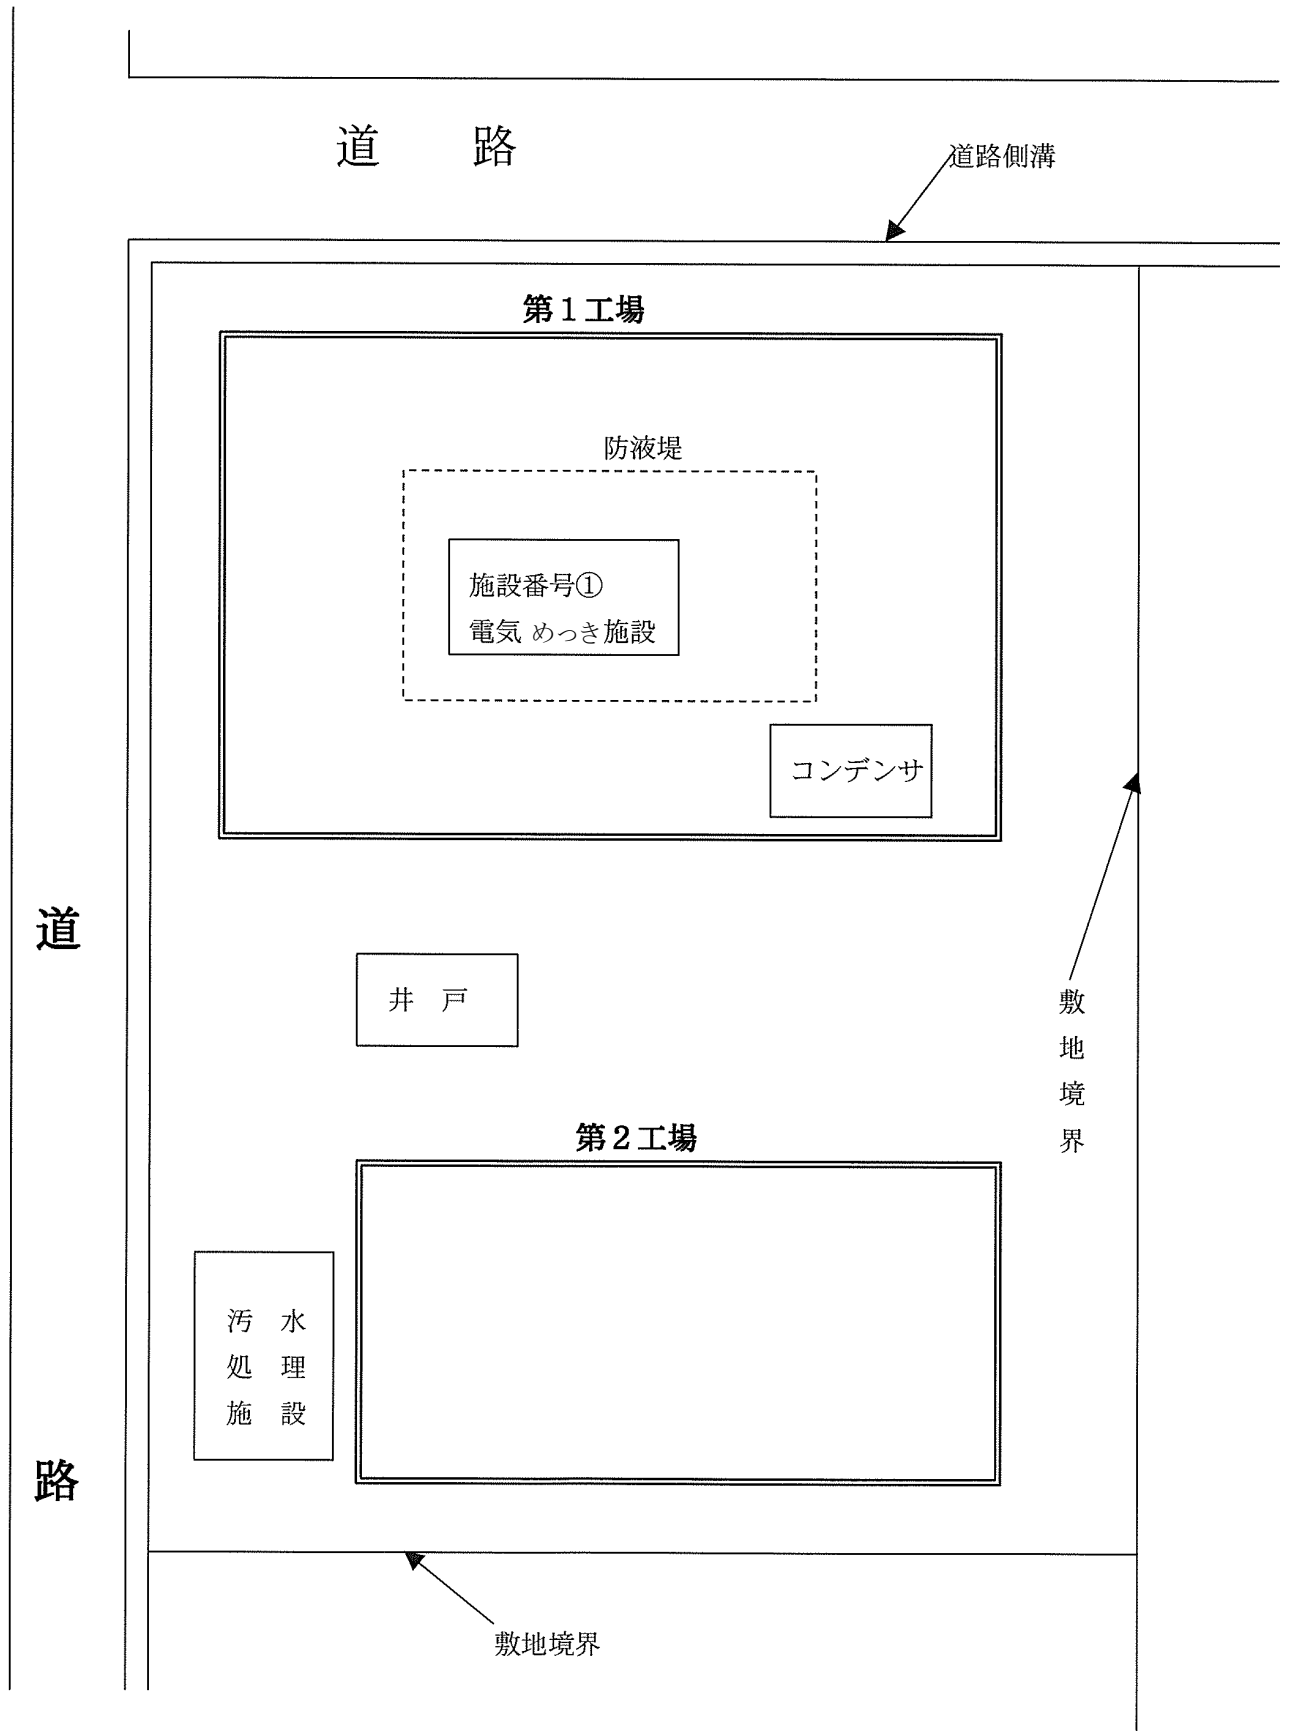 道　路
道路側溝
第１工場
防液堤
施設番号①
電気 めっき施設
コンデンサ
道
路
井　戸
敷
地
境
界
第２工場
汚　水
処　理
施　設
敷地境界